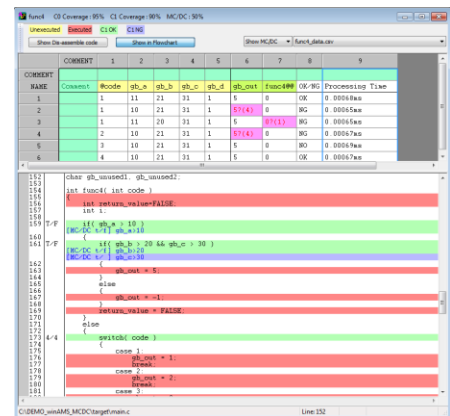 func4 C0 Coverage : 95% C1 Coverage : 80% MC/DC : 50%
Unexecuted Executed C1 OK C1 NG
Show Dis-assemble code Show in Flowchart Show MC/DC func4_data.csv
COMMENT 1 2 3 4 5 6 7 8 9
COMMENT
NAME Comment @code gb_a gb_b gb_c gb_d gb_out func4@@ OK/NG Processing Time
1 1 11 21 31 1 5 0 OK 0.00068ms
2 1 10 21 31 1 5?(4) 0 NG 0.00065ms
3 1 11 20 31 1 5 0?(1) NG 0.00065ms
4 2 10 21 31 1 5?(4) 0 NG 0.00067ms
5 3 10 21 31 1 5 0 OK 0.00069ms
6 4 10 21 31 1 5 0 OK 0.00067ms
152 char gb_unused1, gb_unused2;
153
154 int func4( int code )
155 {
156 int return_value=FALSE;
157 int i;
158
159 T/F if( gb_a > 10 )
[MC/DC t/f] gb_a>10
160 {
161 T/F if( gb_b > 20 && gb_c > 30 )
[MC/DC t/f] gb_b>20
[MC/DC t/ ] gb_c>30
162 {
163 gb_out = 5;
164 }
165 else
166 {
167 gb_out = -1;
168 }
169 return_value = FALSE;
170 }
171 else
172 {
173 4/4 switch( code )
174 {
175 case 1:
176 gb_out = 1;
177 break;
178 case 2:
179 gb_out = 2;
180 break;
181 case 3:
C:\DEMO_winAMS_MCDC\target\main.c Line: 152